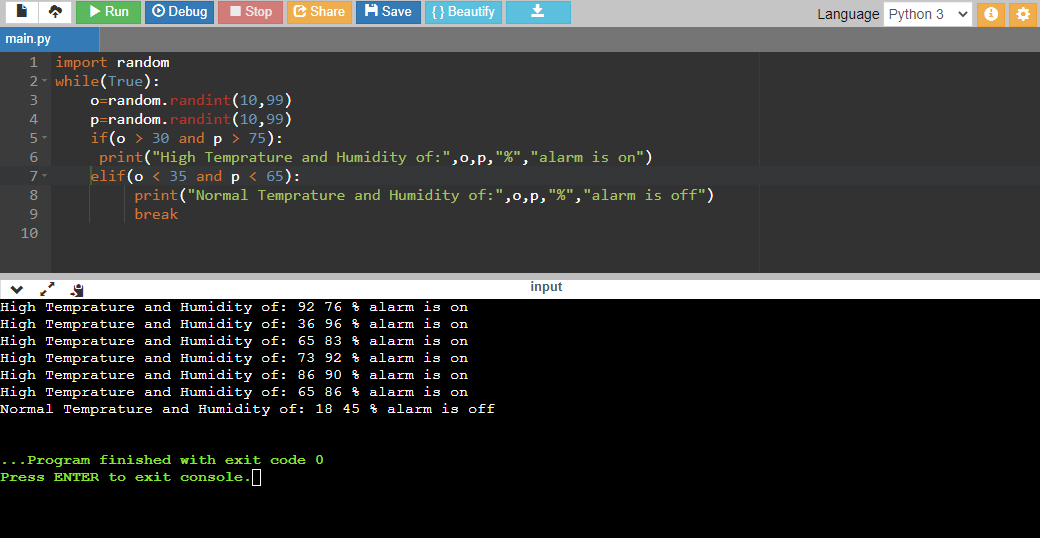 Run Debug Stop Share Save { } Beautify Language Python 3
main.py
1 import random
2 while(True):
3     o=random.randint(10,99)
4     p=random.randint(10,99)
5     if(o > 30 and p > 75):
6      print("High Temprature and Humidity of:",o,p,"%","alarm is on")
7     elif(o < 35 and p < 65):
8          print("Normal Temprature and Humidity of:",o,p,"%","alarm is off")
9          break
10
input
High Temprature and Humidity of: 92 76 % alarm is on
High Temprature and Humidity of: 36 96 % alarm is on
High Temprature and Humidity of: 65 83 % alarm is on
High Temprature and Humidity of: 73 92 % alarm is on
High Temprature and Humidity of: 86 90 % alarm is on
High Temprature and Humidity of: 65 86 % alarm is on
Normal Temprature and Humidity of: 18 45 % alarm is off
...Program finished with exit code 0
Press ENTER to exit console.